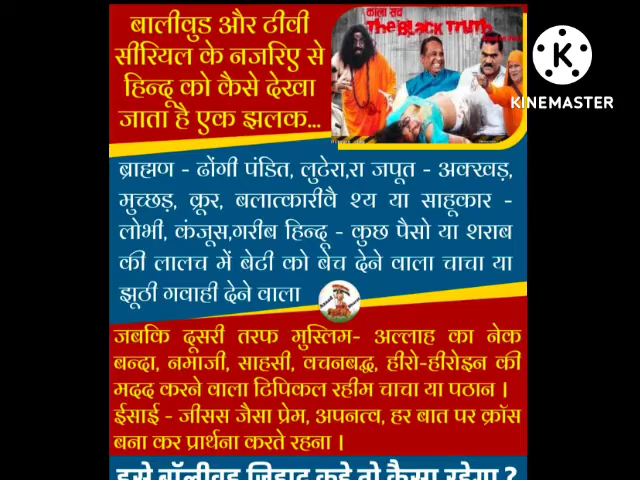 बालीवुड और टीवी
सीरियल के नजरिए से
हिन्दू को कैसे देखा
जाता है एक झलक...
काला सच
The BLACK TRUTH
KINEMASTER
ब्राह्मण - ढोंगी पंडित, लुटेरा,रा जपूत - अक्खड़,
मुच्छड़, क्रूर, बलात्कारीवै श्य या साहूकार -
लोभी, कंजूस,गरीब हिन्दू - कुछ पैसो या शराब
की लालच में बेटी को बेच देने वाला चाचा या
झूठी गवाही देने वाला
जबकि दूसरी तरफ मुस्लिम- अल्लाह का नेक
बन्दा, नमाजी, साहसी, वचनबद्ध, हीरो-हीरोइन की
मदद करने वाला टिपिकल रहीम चाचा या पठान ।
ईसाई - जीसस जैसा प्रेम, अपनत्व, हर बात पर क्रॉस
बना कर प्रार्थना करते रहना ।
इसे बॉलीवुड जिहाद कहे तो कैसा रहेगा ?